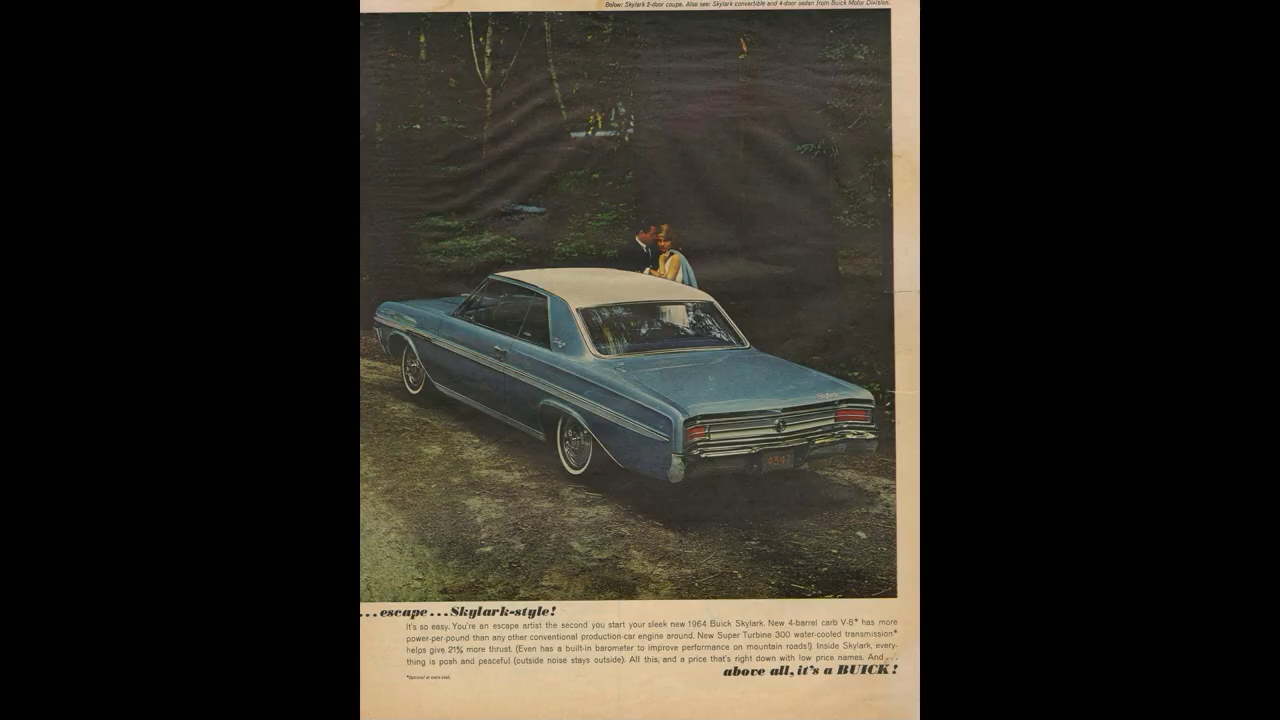 Below: Skylark 2-door coupe. Also see: Skylark convertible and 4-door sedan from Buick Motor Division.
4347
...escape...Skylark-style!
It's so easy. You're an escape artist the second you start your sleek new 1964 Buick Skylark. New 4-barrel carb V-8* has more
power-per-pound than any other conventional production-car engine around. New Super Turbine 300 water-cooled transmission*
helps give 21% more thrust. (Even has a built-in barometer to improve performance on mountain roads!). Inside Skylark, every-
thing is posh and peaceful (outside noise stays outside). All this, and a price that's right down with low price names. And...
above all, it's a BUICK!
*Optional at extra cost.